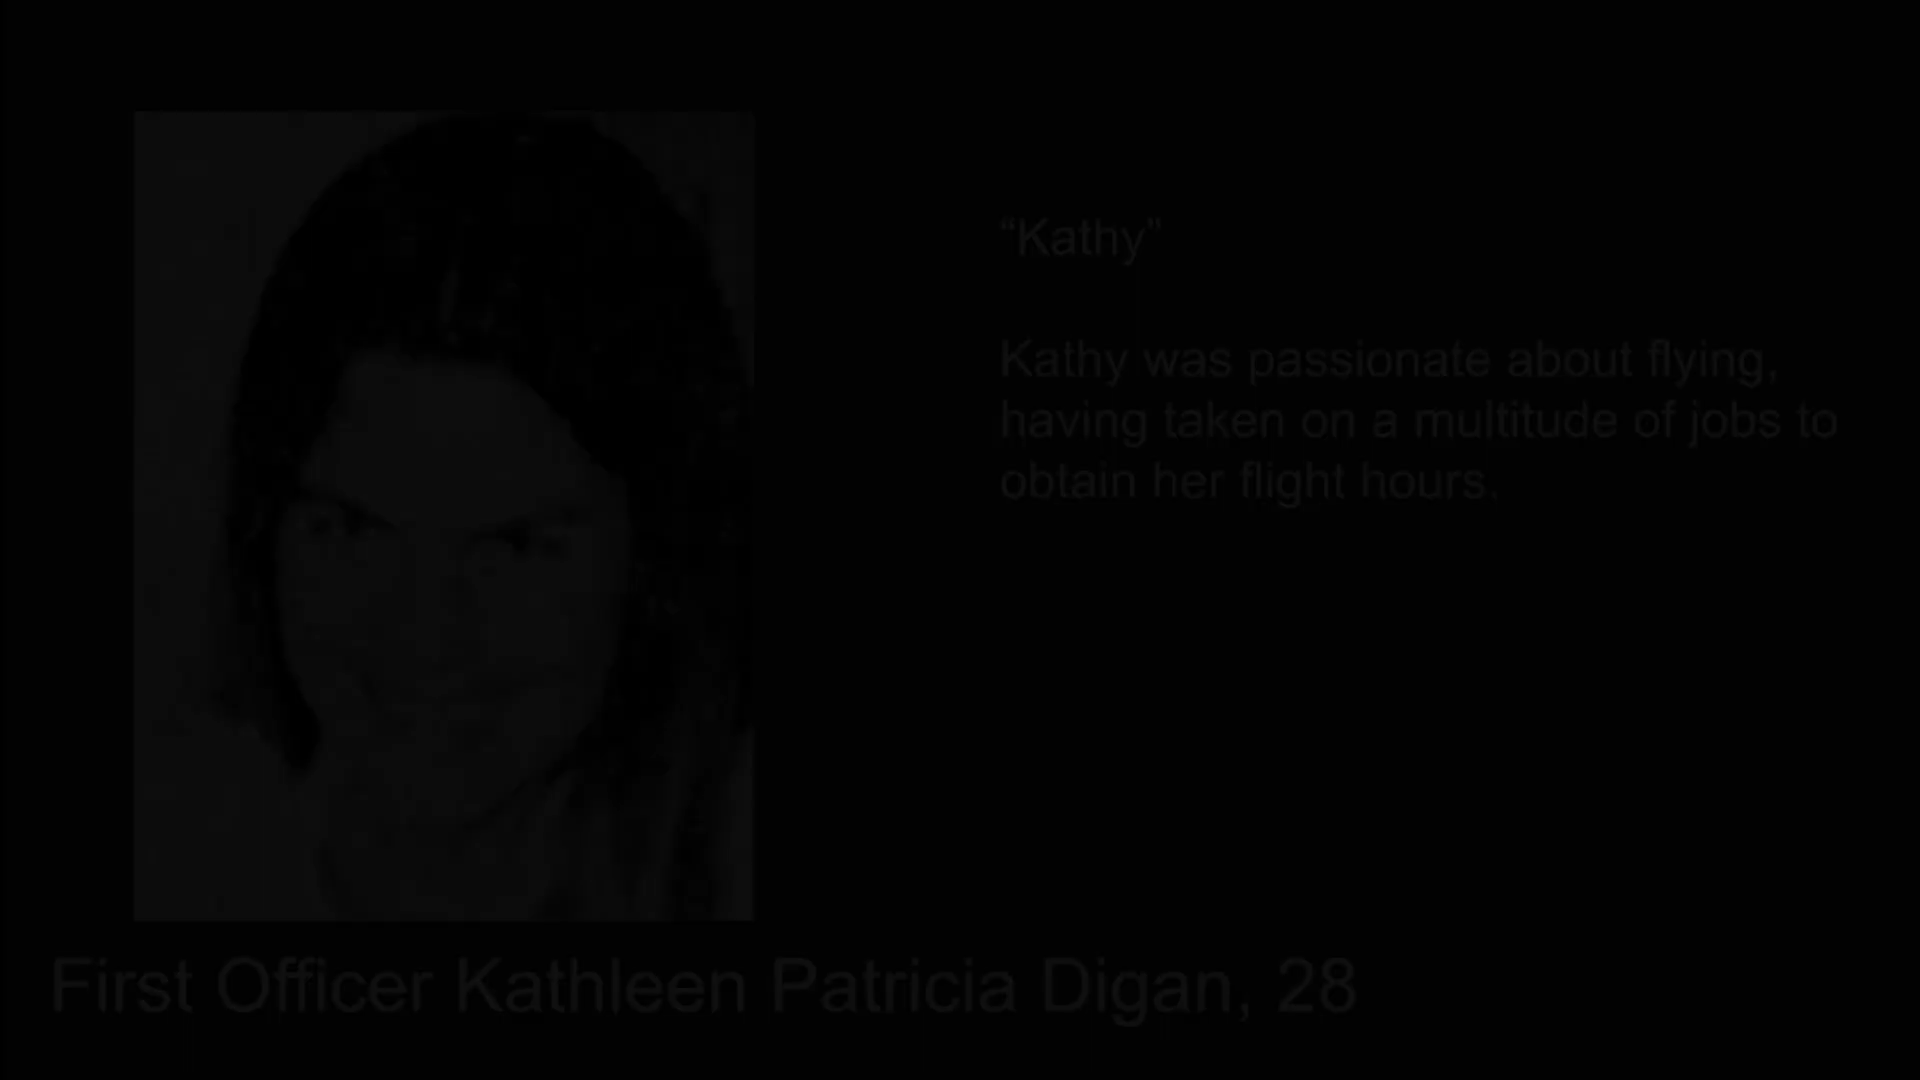 “Kathy”
Kathy was passionate about flying,
having taken on a multitude of jobs to
obtain her flight hours.
First Officer Kathleen Patricia Digan, 28